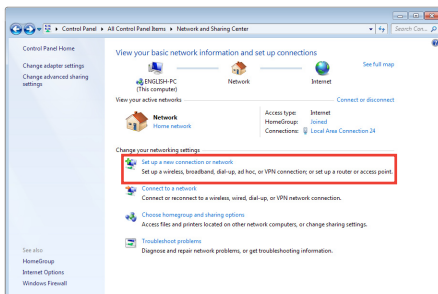 Control Panel ▸ All Control Panel Items ▸ Network and Sharing Center
Search Con...
Control Panel Home
Change adapter settings
Change advanced sharing
settings
View your basic network information and set up connections
See full map
ENGLISH-PC
(This computer)
Network
Internet
View your active networks
Connect or disconnect
Network
Home network
Access type: Internet
HomeGroup: Joined
Connections: Local Area Connection 24
Change your networking settings
Set up a new connection or network
Set up a wireless, broadband, dial-up, ad hoc, or VPN connection; or set up a router or access point.
Connect to a network
Connect or reconnect to a wireless, wired, dial-up, or VPN network connection.
Choose homegroup and sharing options
Access files and printers located on other network computers, or change sharing settings.
Troubleshoot problems
Diagnose and repair network problems, or get troubleshooting information.
See also
HomeGroup
Internet Options
Windows Firewall